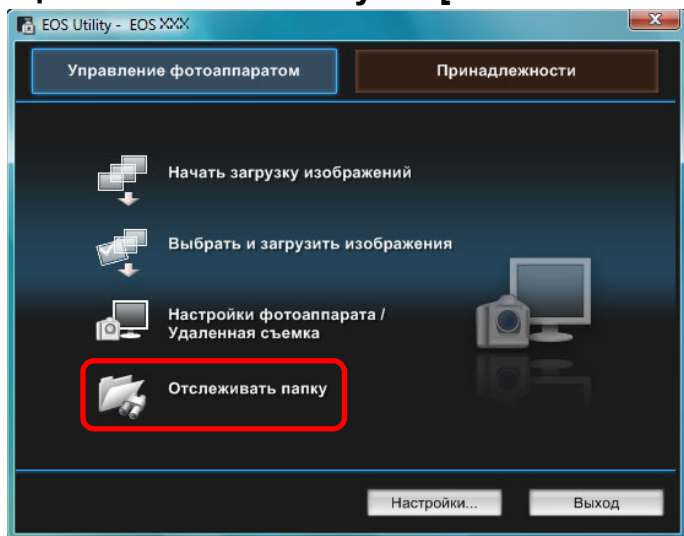 EOS Utility - EOS XXX
Управление фотоаппаратом
Принадлежности
Начать загрузку изображений
Выбрать и загрузить изображения
Настройки фотоаппарата /
Удаленная съемка
Отслеживать папку
Настройки...
Выход